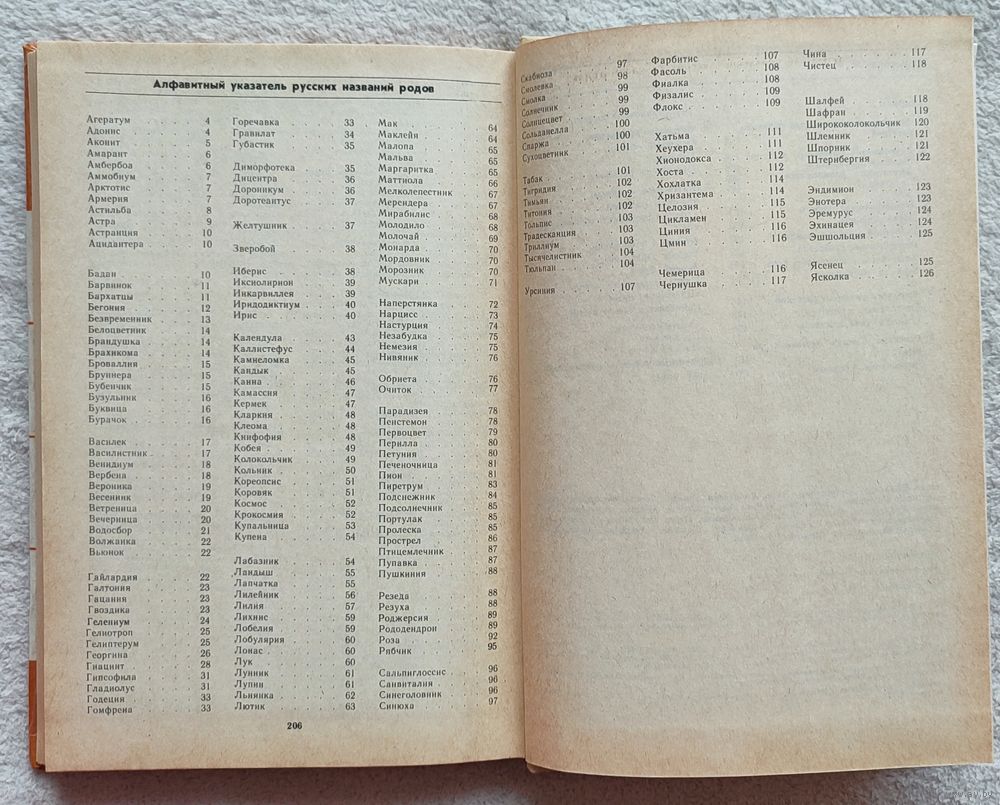 Алфавитный указатель русских названий родов
Агератум 4
Адонис 4
Аконит 5
Амарант 6
Амбербоа 6
Аммобиум 7
Арктотис 7
Армерия 7
Астильба 8
Астра 9
Астранция 10
Ацидантера 10
Бадан 10
Барвинок 11
Бархатцы 11
Бегония 12
Безвременник 13
Белоцветник 14
Брандушка 14
Брахикома 14
Броваллия 15
Бруннера 15
Бубенчик 15
Бузульник 16
Буквица 16
Бурачок 16
Василек 17
Василистник 17
Венидиум 18
Вербена 18
Вероника 19
Весенник 19
Ветреница 20
Вечерница 20
Водосбор 21
Волжанка 22
Вьюнок 22
Гайлардия 22
Галтония 23
Гацания 23
Гвоздика 23
Гелениум 24
Гелиотроп 25
Гелиптерум 25
Георгина 26
Гиацинт 28
Гипсофила 31
Гладиолус 31
Годеция 33
Гомфрена 33
Горечавка 33
Гравилат 34
Губастик 35
Диморфотека 35
Дицентра 36
Дороникум 36
Доротеантус 37
Желтушник 37
Зверобой 38
Иберис 38
Иксиолирион 39
Инкарвиллея 39
Иридодиктиум 40
Ирис 40
Календула 43
Каллистефус 44
Камнеломка 45
Кандык 45
Канна 46
Камассия 47
Кермек 47
Кларкия 48
Клеома 48
Книфофия 48
Кобея 49
Колокольчик 49
Кольник 50
Кореопсис 51
Коровяк 51
Космос 52
Крокосмия 52
Купальница 53
Купена 54
Лабазник 54
Ландыш 55
Лапчатка 55
Лилейник 56
Лилия 57
Лихнис 59
Лобелия 59
Лобулярия 60
Лонас 60
Лук 60
Лунник 61
Лупин 61
Льнянка 62
Лютик 63
Мак 64
Маклейя 64
Малопа 65
Мальва 65
Маргаритка 65
Маттиола 66
Мелколепестник 67
Мерендера 67
Мирабилис 68
Молодило 68
Молочай 69
Монарда 70
Мордовник 70
Морозник 70
Мускари 71
Наперстянка 72
Нарцисс 73
Настурция 74
Незабудка 75
Немезия 75
Нивяник 76
Обриета 76
Очиток 77
Парадизея 78
Пенстемон 78
Первоцвет 79
Перилла 80
Петуния 80
Печеночница 81
Пион 81
Пиретрум 83
Подснежник 84
Подсолнечник 85
Портулак 85
Пролеска 85
Прострел 86
Птицемлечник 87
Пупавка 87
Пушкиния 88
Резеда 88
Резуха 88
Роджерсия 89
Рододендрон 89
Роза 92
Рябчик 95
Сальпиглоссис 96
Санвиталия 96
Синеголовник 96
Синюха 97
206
Скабиоза 97
Смолевка 98
Смолка 99
Солнечник 99
Солнцецвет 99
Сольданелла 100
Спаржа 100
Сухоцветник 101
Табак 101
Тигридия 102
Тимьян 102
Титония 102
Тольпис 103
Традесканция 103
Триллиум 103
Тысячелистник 104
Тюльпан 104
Урсиния 107
Фарбитис 107
Фасоль 108
Фиалка 108
Физалис 109
Флокс 109
Хатьма 111
Хеухера 111
Хионодокса 112
Хоста 112
Хохлатка 114
Хризантема 114
Целозия 115
Цикламен 115
Циния 116
Цмин 116
Чемерица 116
Чернушка 117
Чина 117
Чистец 118
Шалфей 118
Шафран 119
Ширококолокольчик 120
Шлемник 121
Шпорник 121
Штернбергия 122
Эндимион 123
Энотера 123
Эремурус 124
Эхинацея 124
Эшшольция 125
Ясенец 125
Ясколка 126